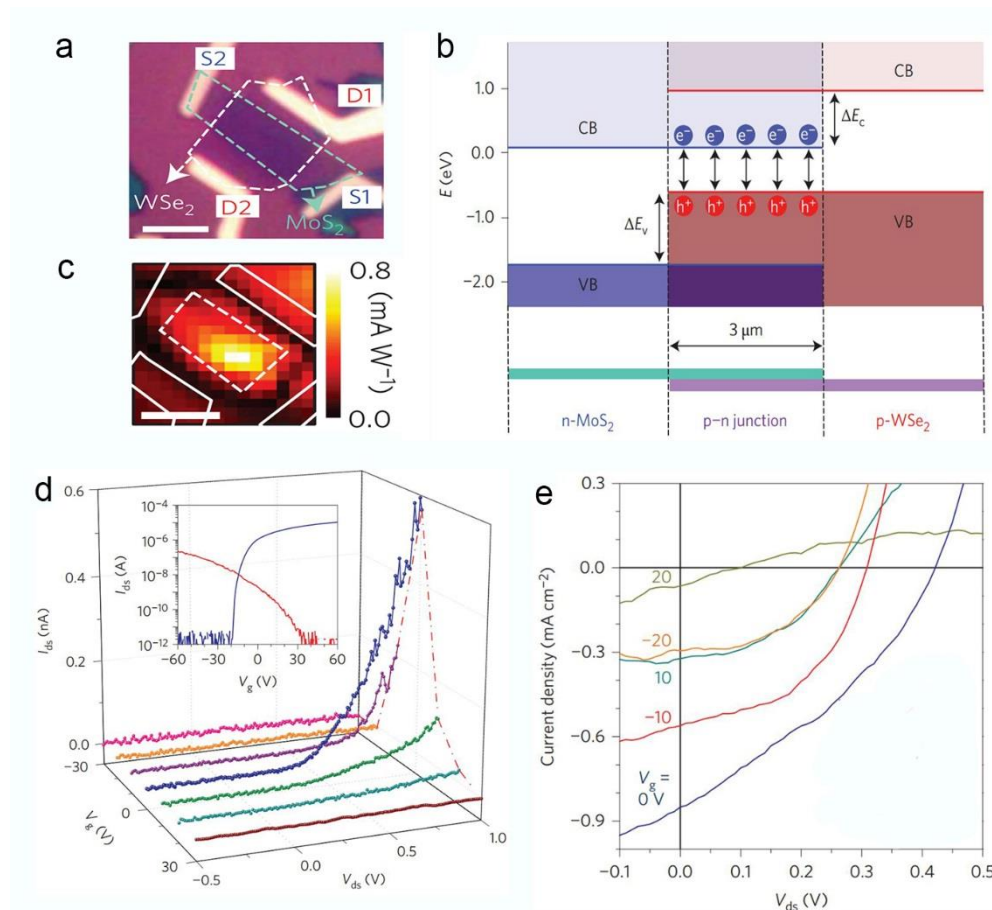 a
S2
D1
WSe2
D2
S1
MoS2
b
E (eV)
1.0
0.0
−1.0
−2.0
CB
CB
ΔEc
e− e− e− e− e−
h+ h+ h+ h+ h+
ΔEv
VB
VB
3 μm
n-MoS2
p–n junction
p-WSe2
c
0.8
(mA W−1)
0.0
d
Ids (nA)
0.6
0.4
0.2
0.0
−30
0
30
Vg (V)
−0.5
0.0
0.5
1.0
Vds (V)
Ids (A)
10−4
10−6
10−8
10−10
10−12
−60 −30 0 30 60
Vg (V)
e
Current density (mA cm−2)
0.3
0.0
−0.3
−0.6
−0.9
20
−20
10
−10
Vg =
0 V
−0.1 0.0 0.1 0.2 0.3 0.4 0.5
Vds (V)